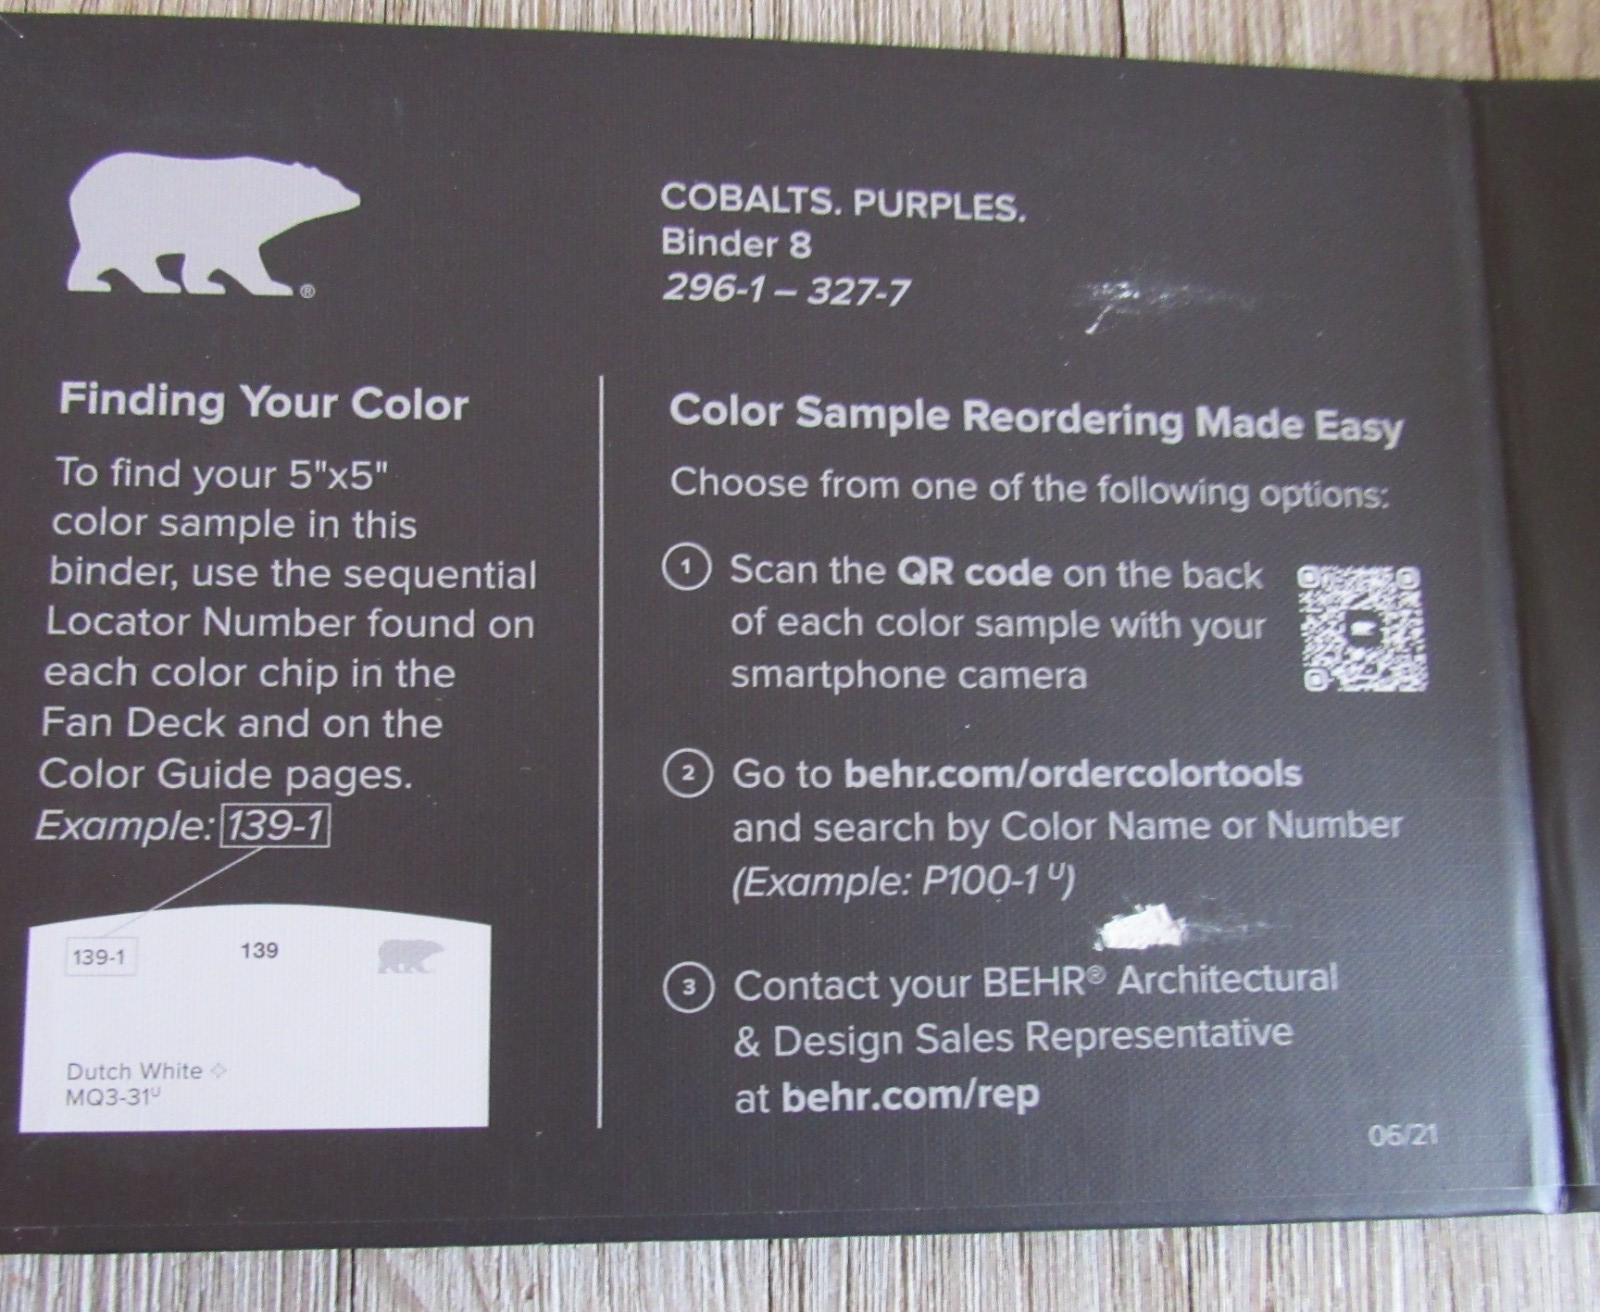 ®
COBALTS. PURPLES.
Binder 8
296-1 – 327-7
Finding Your Color
To find your 5"x5"
color sample in this
binder, use the sequential
Locator Number found on
each color chip in the
Fan Deck and on the
Color Guide pages.
Example: 139-1
139-1 139
Dutch White
MQ3-31ᵁ
Color Sample Reordering Made Easy
Choose from one of the following options:
1 Scan the QR code on the back
of each color sample with your
smartphone camera
2 Go to behr.com/ordercolortools
and search by Color Name or Number
(Example: P100-1 ᵁ)
3 Contact your BEHR® Architectural
& Design Sales Representative
at behr.com/rep
06/21